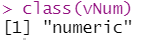 > class(vNum)
[1] "numeric"